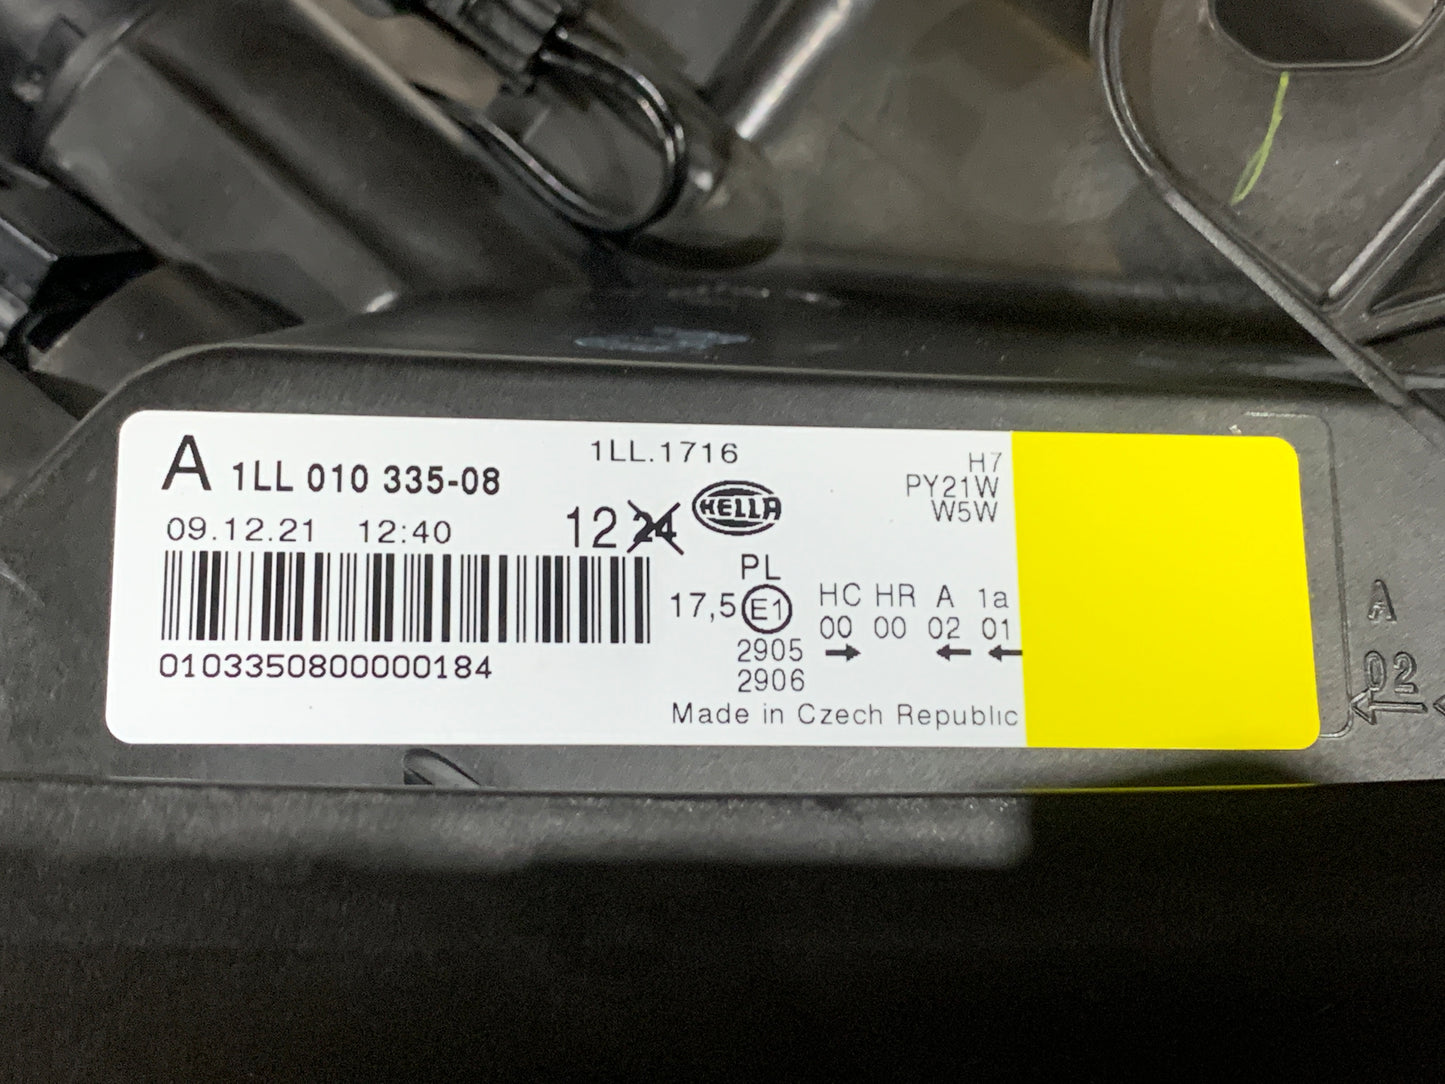 1LL.1716
A 1LL 010 335-08
H7
PY21W
W5W
09.12.21 12:40
12 24
HELLA
PL
17,5 E1
HC HR A 1a
00 00 02 01
2905
2906
0103350800000184
Made in Czech Republic
A
02